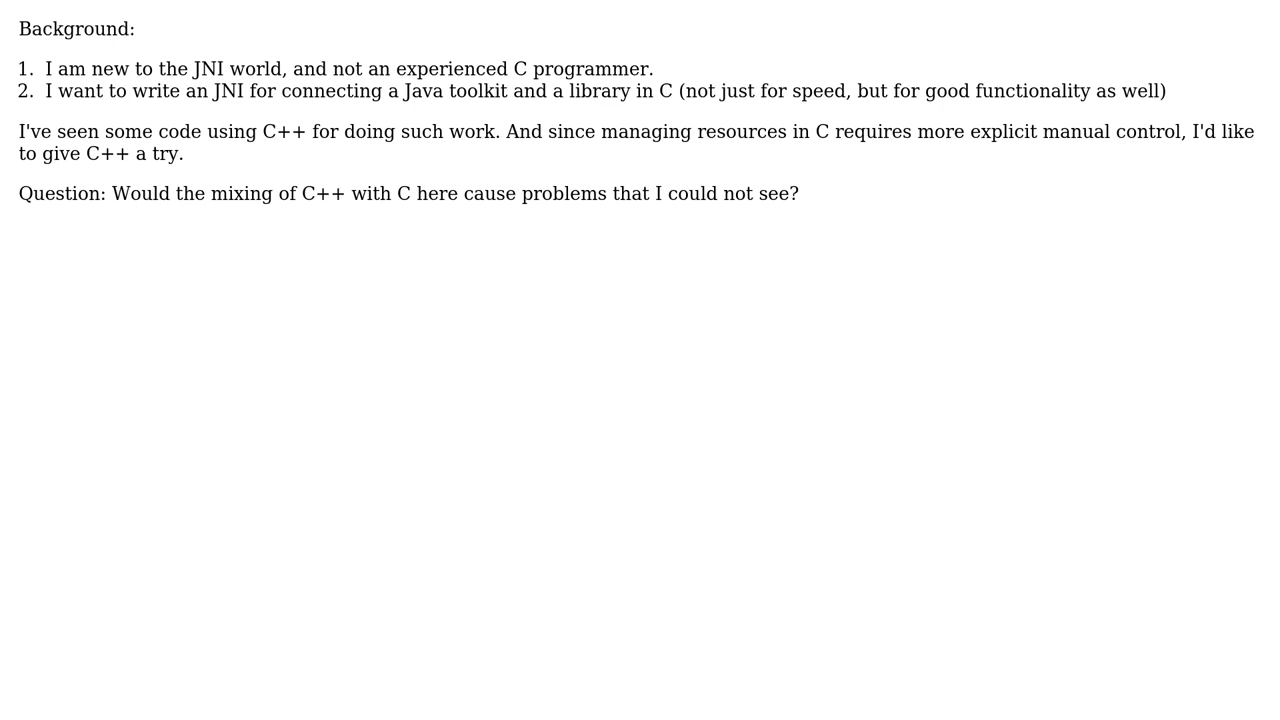 Background:
1. I am new to the JNI world, and not an experienced C programmer.
2. I want to write an JNI for connecting a Java toolkit and a library in C (not just for speed, but for good functionality as well)
I've seen some code using C++ for doing such work. And since managing resources in C requires more explicit manual control, I'd like
to give C++ a try.
Question: Would the mixing of C++ with C here cause problems that I could not see?